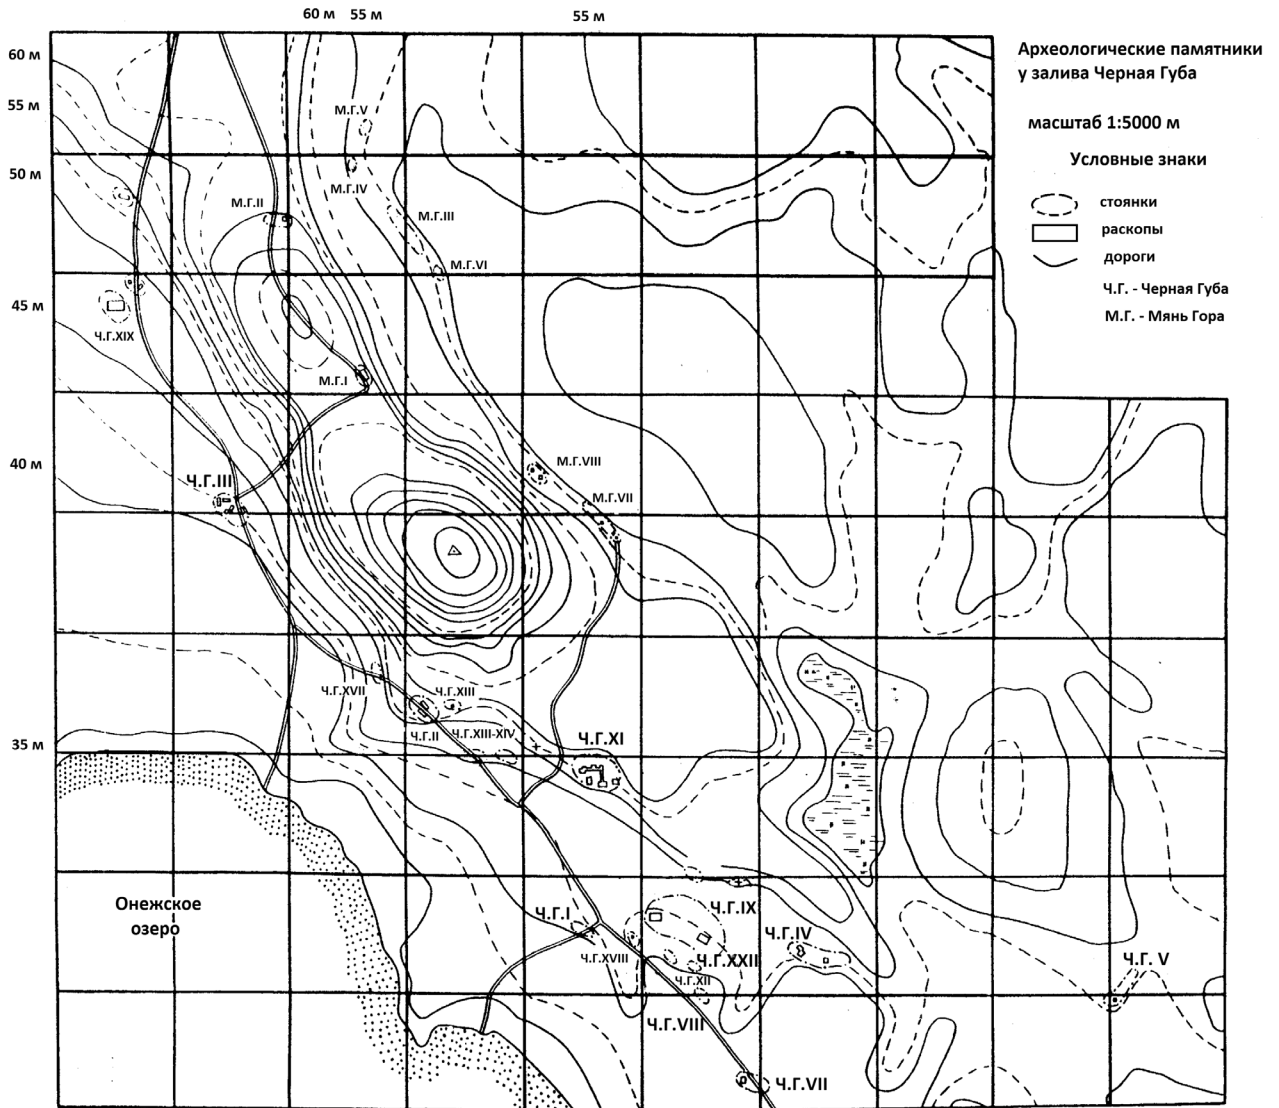 60 м 55 м 55 м
60 м
55 м
50 м
45 м
40 м
35 м
Археологические памятники
у залива Черная Губа
масштаб 1:5000 м
Условные знаки
стоянки
раскопы
дороги
Ч.Г. - Черная Губа
М.Г. - Мянь Гора
М.Г.V
М.Г.IV
М.Г.II
М.Г.III
М.Г.VI
Ч.Г.XIX
М.Г.I
М.Г.VIII
Ч.Г.III
М.Г.VII
Ч.Г.XVII
Ч.Г.XIII
Ч.Г.II
Ч.Г.XIII-XIV
Ч.Г.XI
Онежское
озеро
Ч.Г.I
Ч.Г.IX
Ч.Г.IV
Ч.Г.XVIII
Ч.Г.XXII
Ч.Г. V
Ч.Г.XII
Ч.Г.VIII
Ч.Г.VII